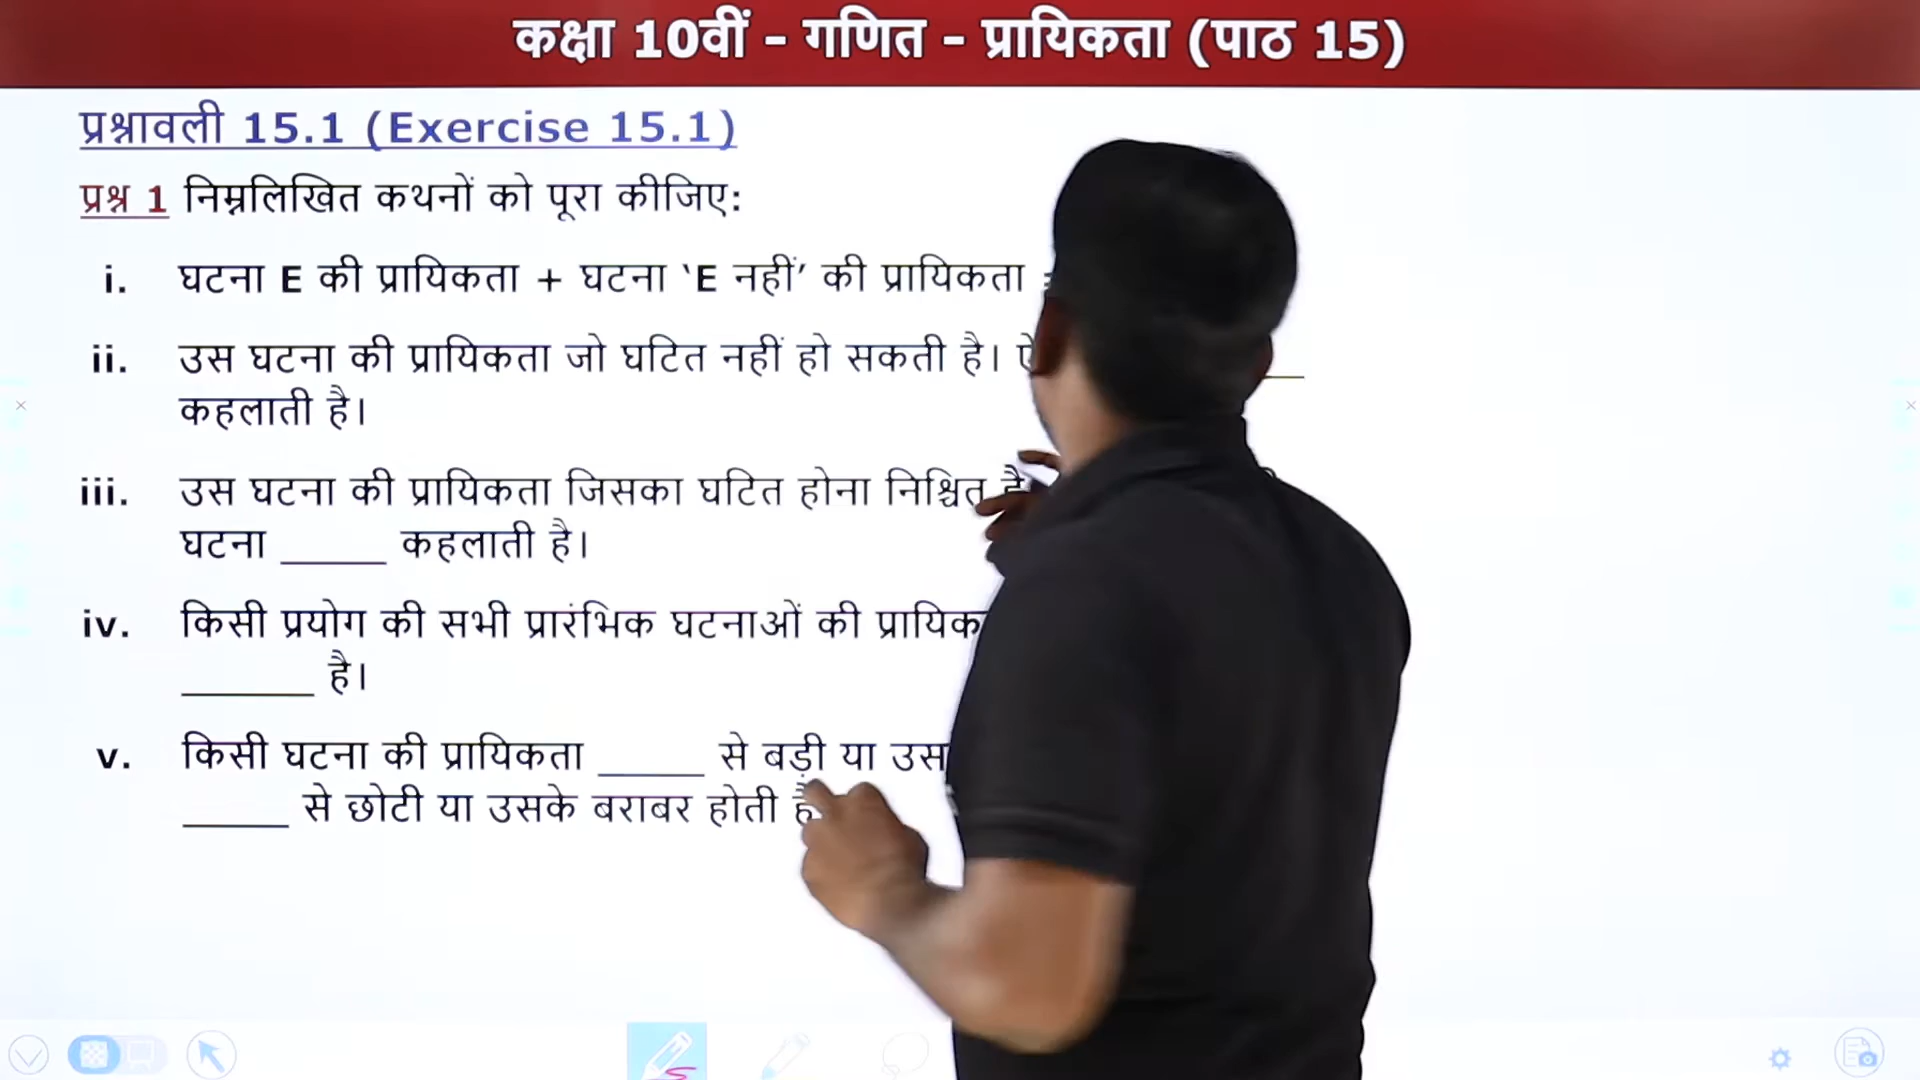 कक्षा 10वीं - गणित - प्रायिकता (पाठ 15)
प्रश्नावली 15.1 (Exercise 15.1)
प्रश्न 1 निम्नलिखित कथनों को पूरा कीजिए:
i. घटना E की प्रायिकता + घटना ‘E नहीं’ की प्रायिकता
ii. उस घटना की प्रायिकता जो घटित नहीं हो सकती है।
कहलाती है।
iii. उस घटना की प्रायिकता जिसका घटित होना निश्चित है
घटना _____ कहलाती है।
iv. किसी प्रयोग की सभी प्रारंभिक घटनाओं की
______ है।
v. किसी घटना की प्रायिकता _____ से बड़ी या
_____ से छोटी या उसके बराबर होती है